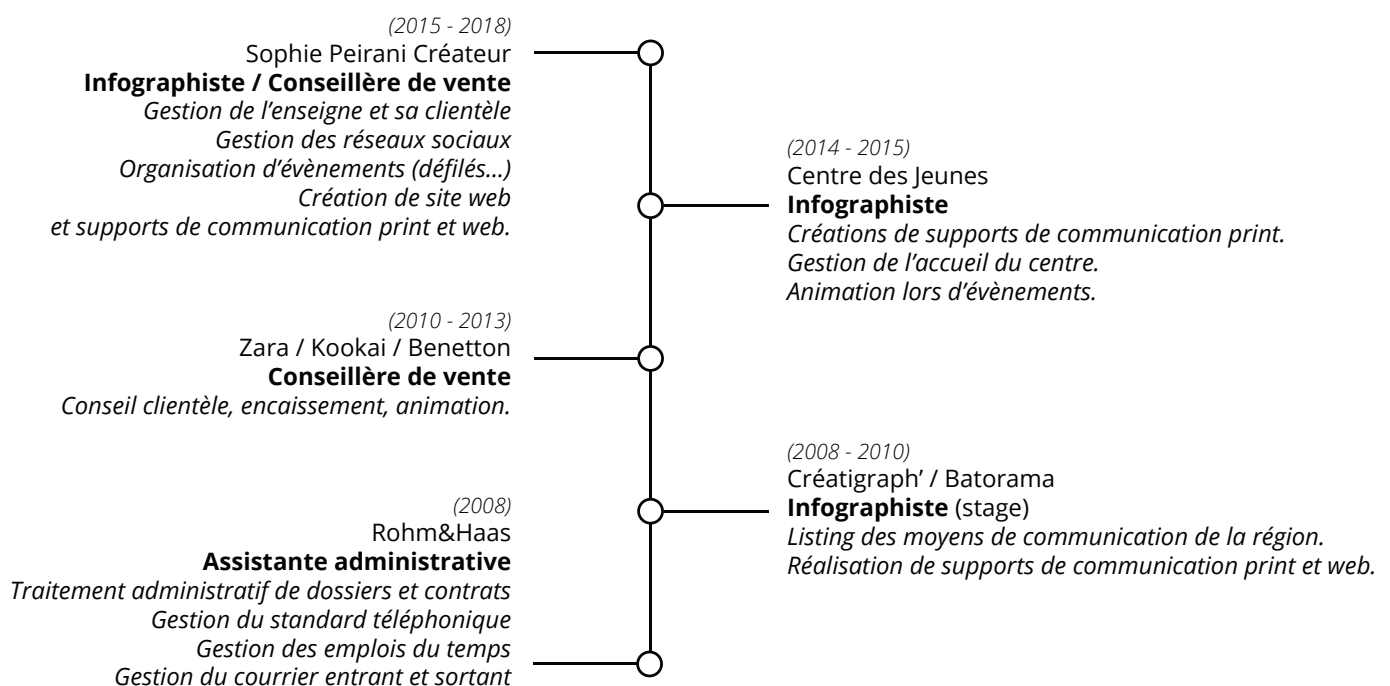 (2015 - 2018)
Sophie Peirani Créateur
Infographiste / Conseillère de vente
Gestion de l’enseigne et sa clientèle
Gestion des réseaux sociaux
Organisation d’évènements (défilés...)
Création de site web
et supports de communication print et web.
(2014 - 2015)
Centre des Jeunes
Infographiste
Créations de supports de communication print.
Gestion de l’accueil du centre.
Animation lors d’évènements.
(2010 - 2013)
Zara / Kookai / Benetton
Conseillère de vente
Conseil clientèle, encaissement, animation.
(2008 - 2010)
Créatigraph’ / Batorama
Infographiste (stage)
Listing des moyens de communication de la région.
Réalisation de supports de communication print et web.
(2008)
Rohm&Haas
Assistante administrative
Traitement administratif de dossiers et contrats
Gestion du standard téléphonique
Gestion des emplois du temps
Gestion du courrier entrant et sortant